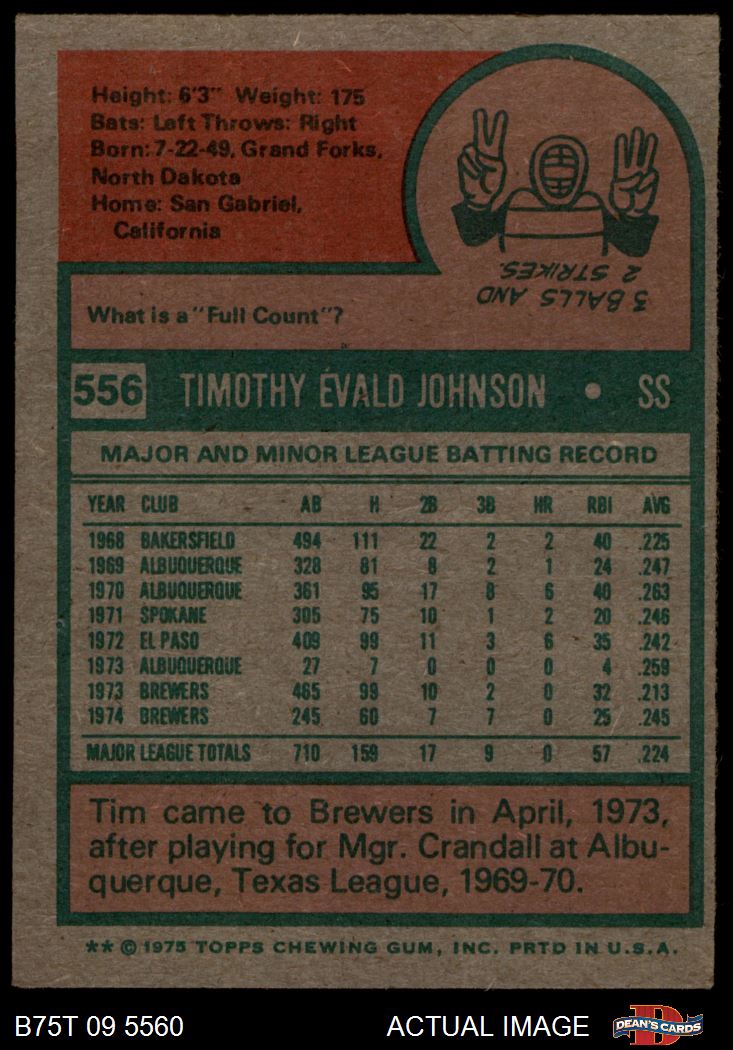 Height: 6'3" Weight: 175
Bats: Left Throws: Right
Born: 7-22-49, Grand Forks,
North Dakota
Home: San Gabriel,
California
3 BALLS AND
2 STRIKES.
What is a "Full Count"?
556 TIMOTHY EVALD JOHNSON • SS
MAJOR AND MINOR LEAGUE BATTING RECORD
YEAR CLUB AB H 2B 3B HR RBI AVG
1968 BAKERSFIELD 494 111 22 2 2 40 .225
1969 ALBUQUERQUE 328 81 8 2 1 24 .247
1970 ALBUQUERQUE 361 95 17 8 6 40 .263
1971 SPOKANE 305 75 10 1 2 20 .246
1972 EL PASO 409 99 11 3 6 35 .242
1973 ALBUQUERQUE 27 7 0 0 0 4 .259
1973 BREWERS 465 99 10 2 0 32 .213
1974 BREWERS 245 60 7 7 0 25 .245
MAJOR LEAGUE TOTALS 710 159 17 9 0 57 .224
Tim came to Brewers in April, 1973,
after playing for Mgr. Crandall at Albu-
querque, Texas League, 1969-70.
** © 1975 TOPPS CHEWING GUM, INC. PRTD IN U.S.A.
B75T 09 5560 ACTUAL IMAGE DEAN'S CARDS